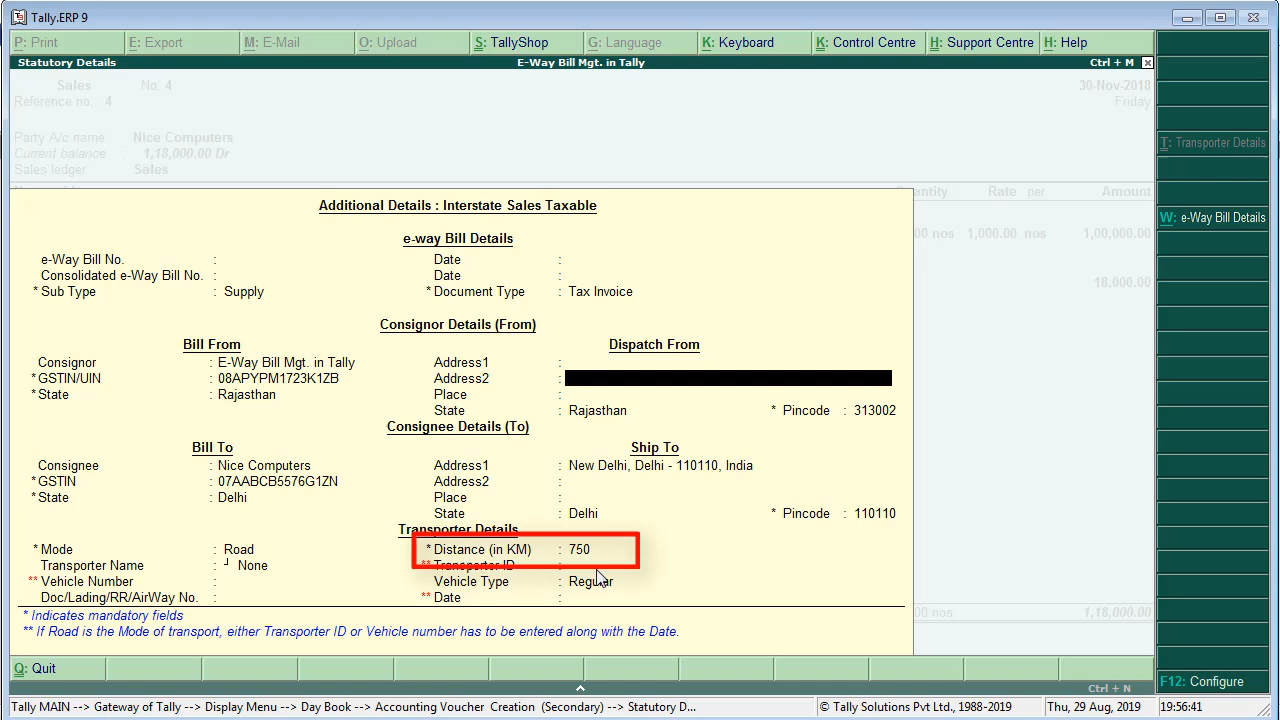 Tally.ERP 9
P: Print E: Export M: E-Mail O: Upload S: TallyShop G: Language K: Keyboard K: Control Centre H: Support Centre H: Help
Statutory Details E-Way Bill Mgt. in Tally Ctrl + M
Sales No. 4 30-Nov-2018
Reference no. 4 Friday
Party A/c name Nice Computers
Current balance : 1,18,000.00 Dr
Sales ledger Sales
T: Transporter Details
Rate per Amount
Additional Details : Interstate Sales Taxable
W: e-Way Bill Details
00 nos 1,000.00 nos 1,00,000.00
e-way Bill Details
e-Way Bill No. : Date :
Consolidated e-Way Bill No. : Date :
18,000.00
* Sub Type : Supply * Document Type : Tax Invoice
Consignor Details (From)
Bill From Dispatch From
Consignor : E-Way Bill Mgt. in Tally Address1 :
* GSTIN/UIN : 08APYPM1723K1ZB Address2 :
* State : Rajasthan Place :
State : Rajasthan * Pincode : 313002
Consignee Details (To)
Bill To Ship To
Consignee : Nice Computers Address1 : New Delhi, Delhi - 110110, India
* GSTIN : 07AABCB5576G1ZN Address2 :
* State : Delhi Place :
State : Delhi * Pincode : 110110
Transporter Details
* Mode : Road * Distance (in KM) : 750
Transporter Name : ┘ None ** Transporter ID :
** Vehicle Number : Vehicle Type : Regular
Doc/Lading/RR/AirWay No. : ** Date :
00 nos 1,18,000.00
* Indicates mandatory fields
** If Road is the Mode of transport, either Transporter ID or Vehicle number has to be entered along with the Date.
Q: Quit F12: Configure
Ctrl + N
Tally MAIN --> Gateway of Tally --> Display Menu --> Day Book --> Accounting Voucher Creation (Secondary) --> Statutory D... © Tally Solutions Pvt Ltd., 1988-2019 Thu, 29 Aug, 2019 19:56:41